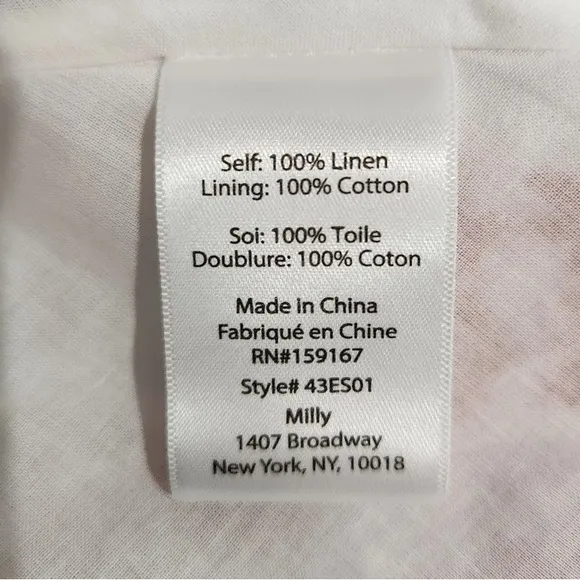 Self: 100% Linen
Lining: 100% Cotton
Soi: 100% Toile
Doublure: 100% Coton
Made in China
Fabriqué en Chine
RN#159167
Style# 43ES01
Milly
1407 Broadway
New York, NY, 10018